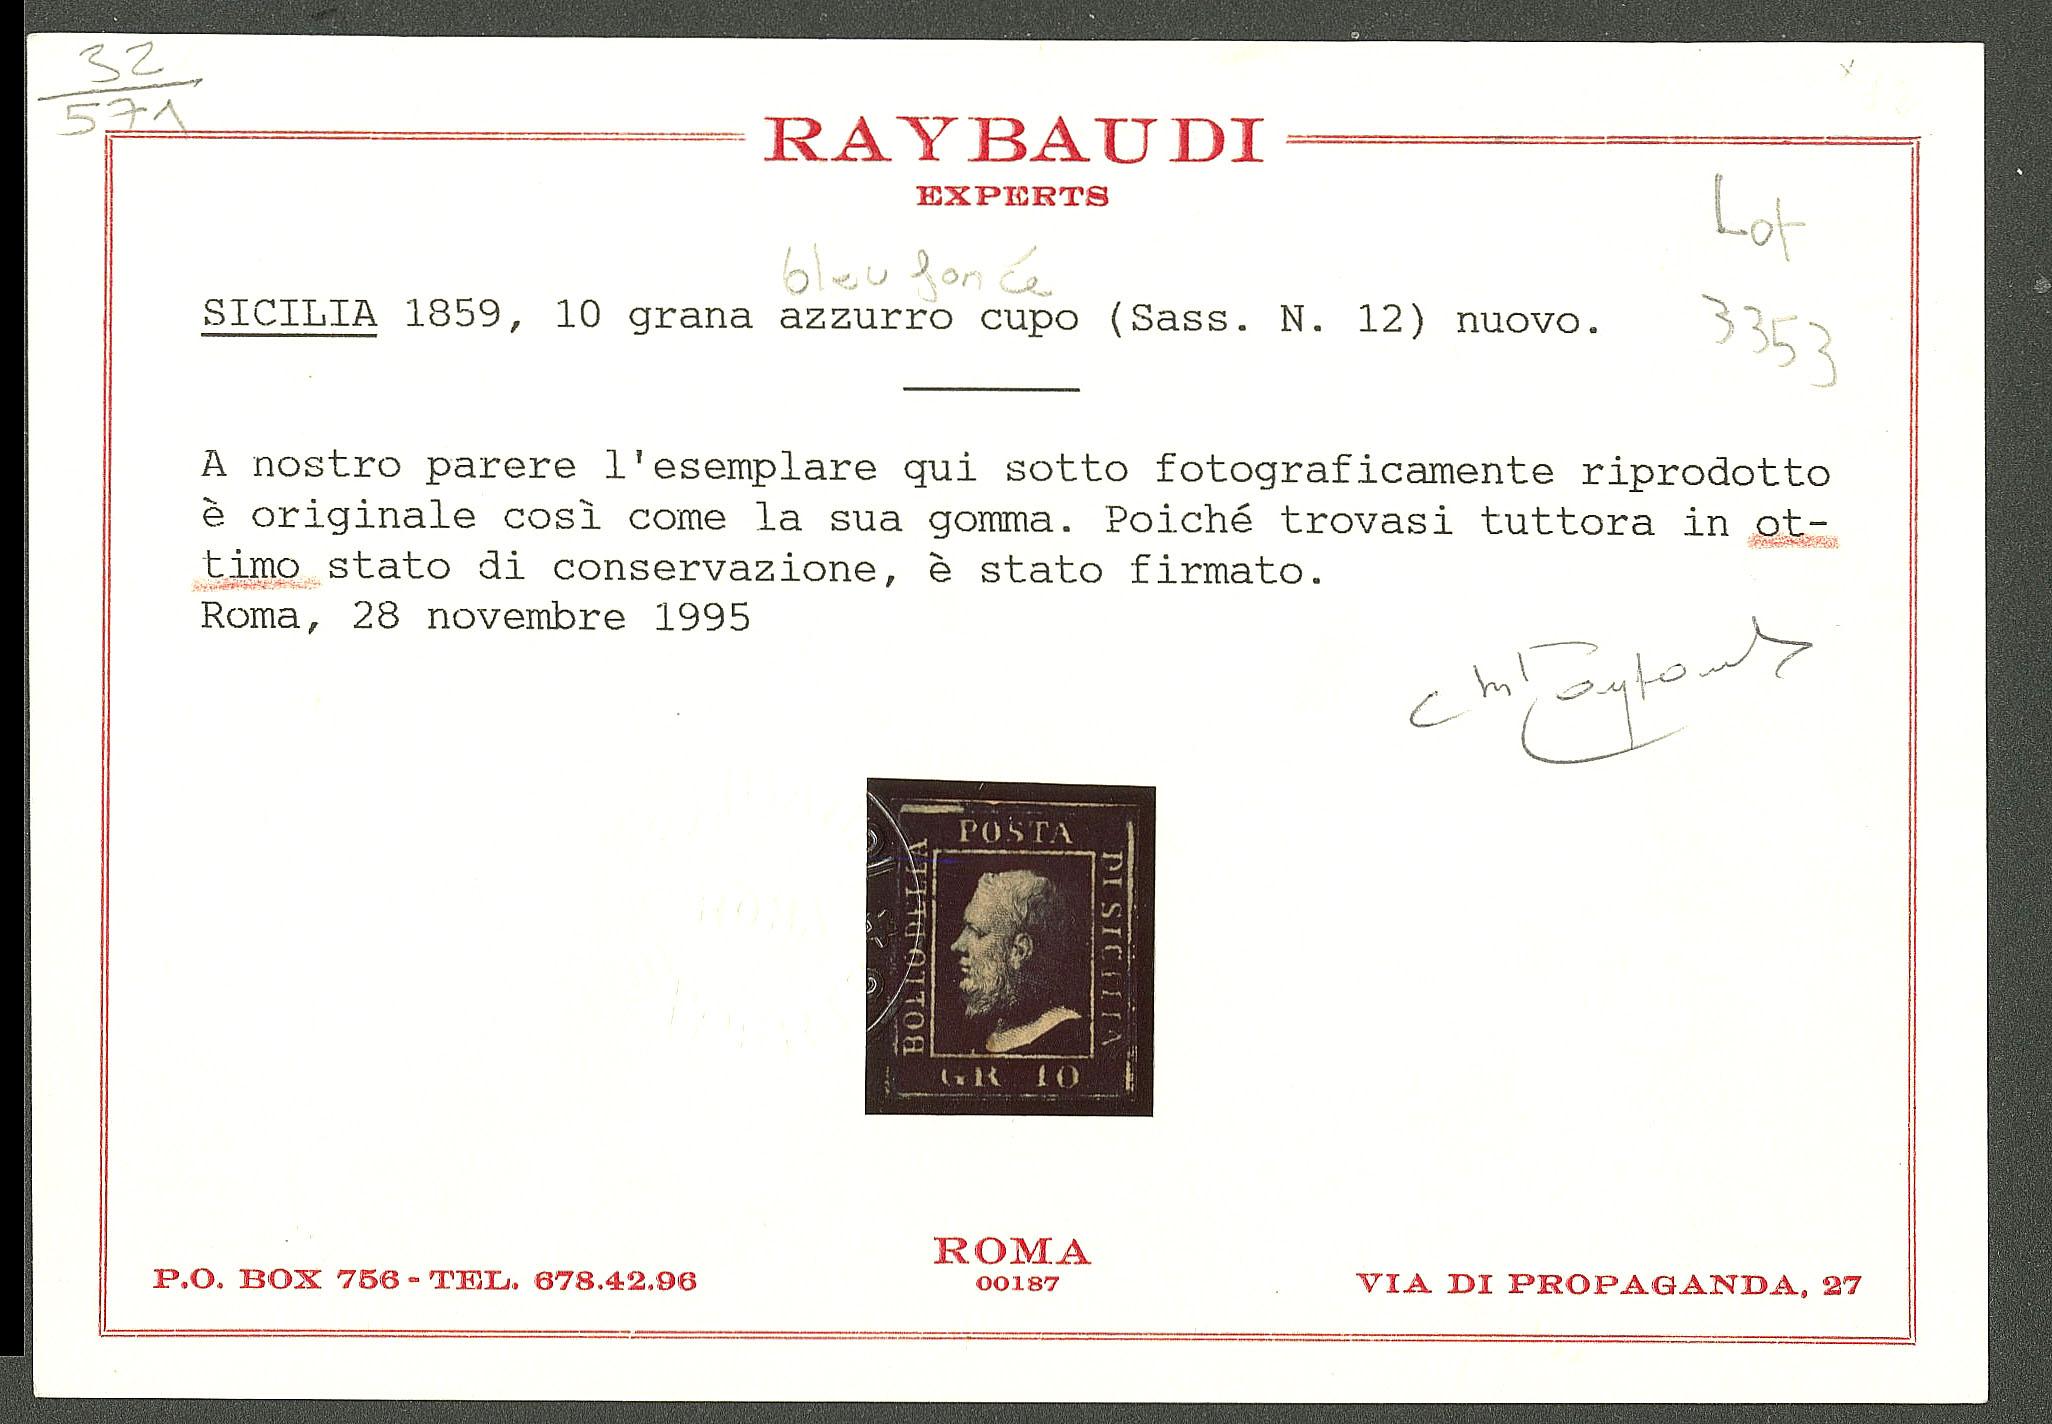 32
571
RAYBAUDI
EXPERTS
Lot
3353
bleu foncé
SICILIA 1859, 10 grana azzurro cupo (Sass. N. 12) nuovo.
A nostro parere l'esemplare qui sotto fotograficamente riprodotto
è originale così come la sua gomma. Poiché trovasi tuttora in ot-
timo stato di conservazione, è stato firmato.
Roma, 28 novembre 1995
POSTA
BOLLO DELLA
DI SICILIA
GR 10
ROMA
00187
P.O. BOX 756 - TEL. 678.42.96
VIA DI PROPAGANDA, 27